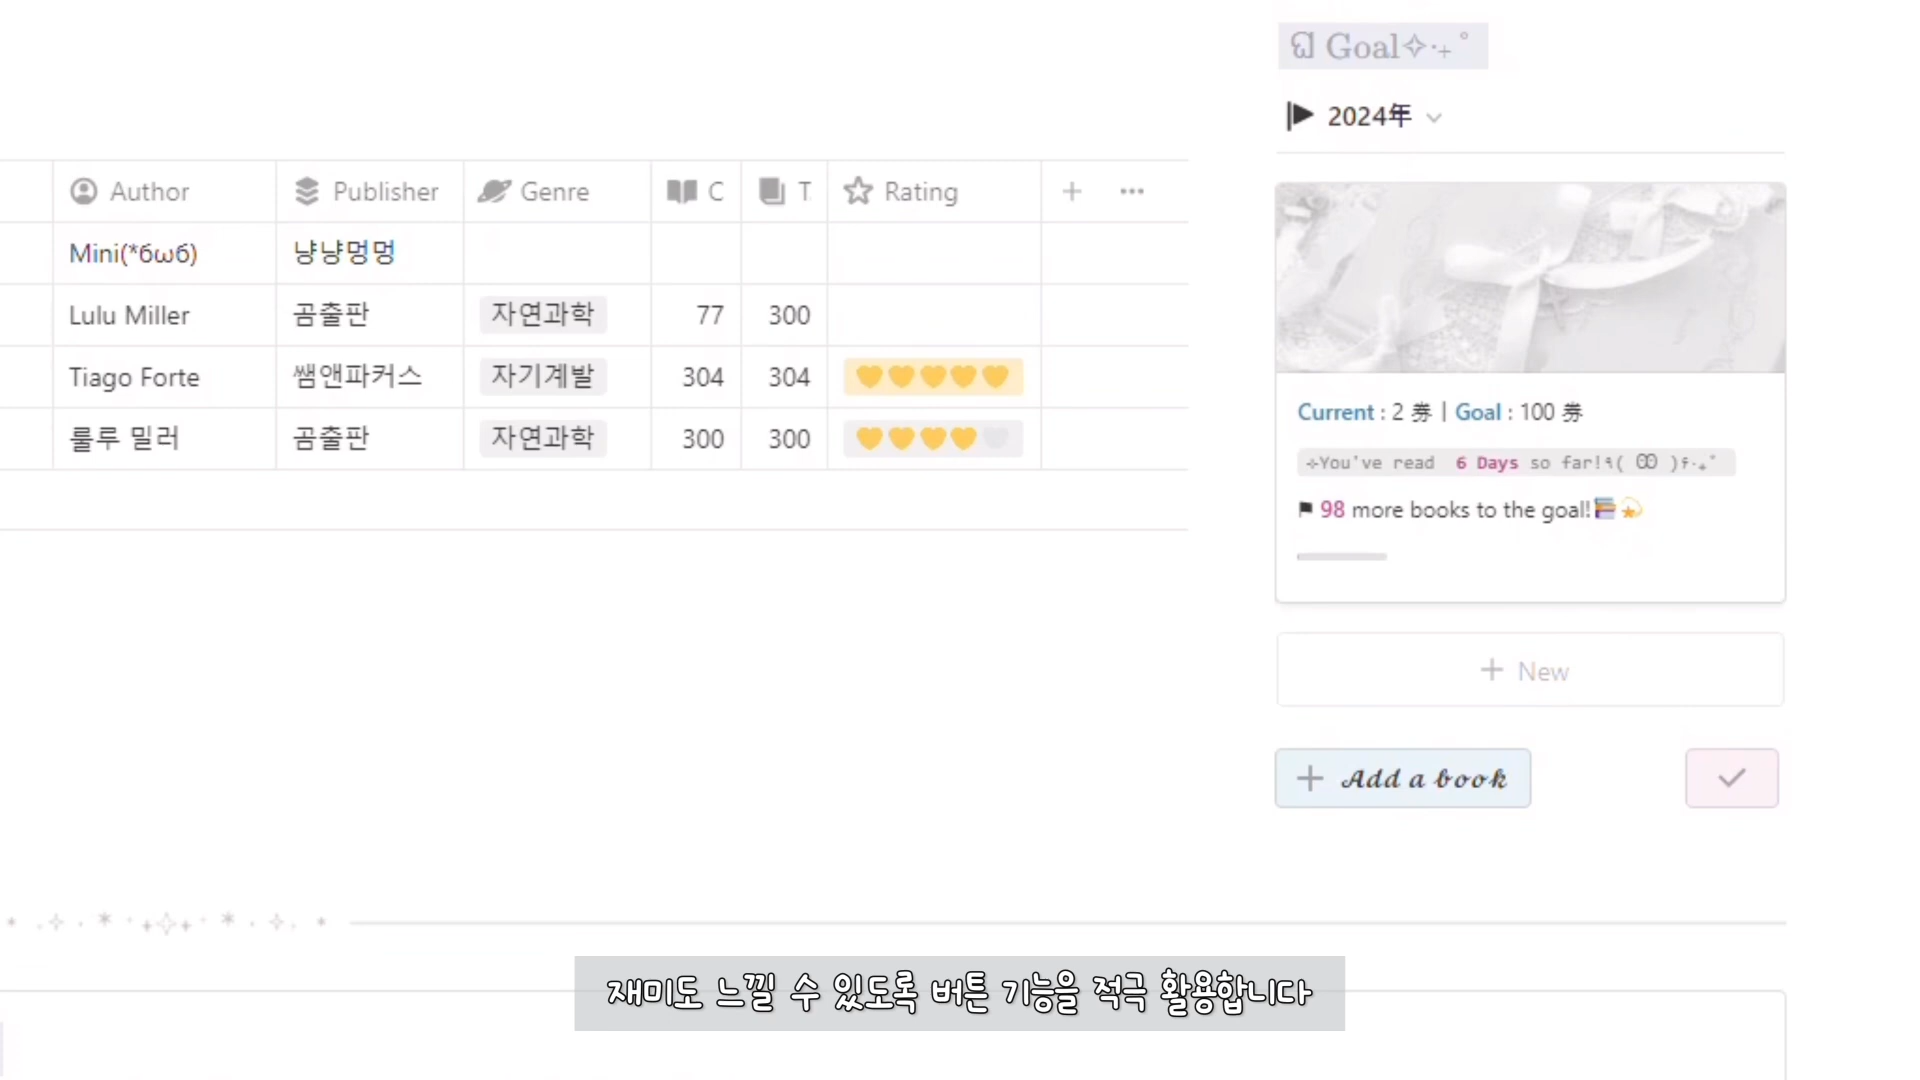 Goal✧·₊˚
2024年
Author Publisher Genre C T Rating
Mini(*бωб) 냥냥멍멍
Lulu Miller 곰출판 자연과학 77 300
Tiago Forte 쌤앤파커스 자기계발 304 304
룰루 밀러 곰출판 자연과학 300 300
Current : 2 券 | Goal : 100 券
⊹You've read 6 Days so far!
98 more books to the goal!
+ New
+ Add a book
재미도 느낄 수 있도록 버튼 기능을 적극 활용합니다